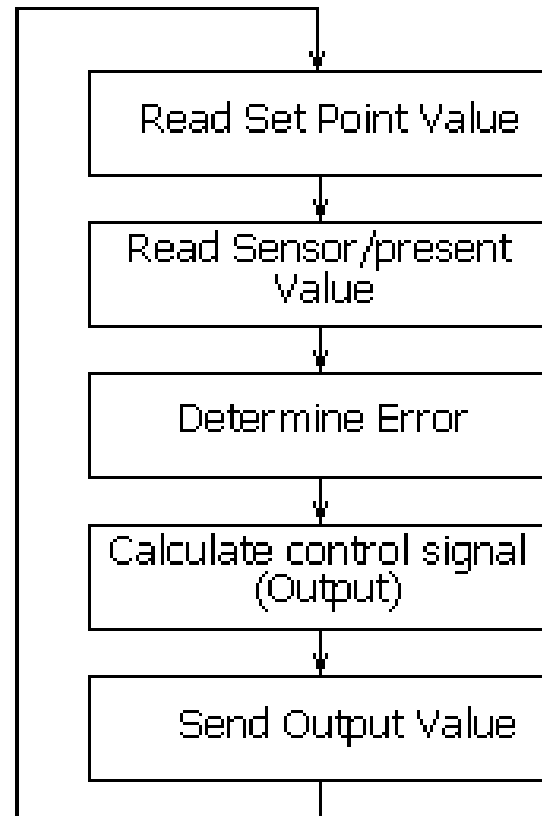 Read Set Point Value
Read Sensor/present
Value
Determine Error
Calculate control signal
(Output)
Send Output Value